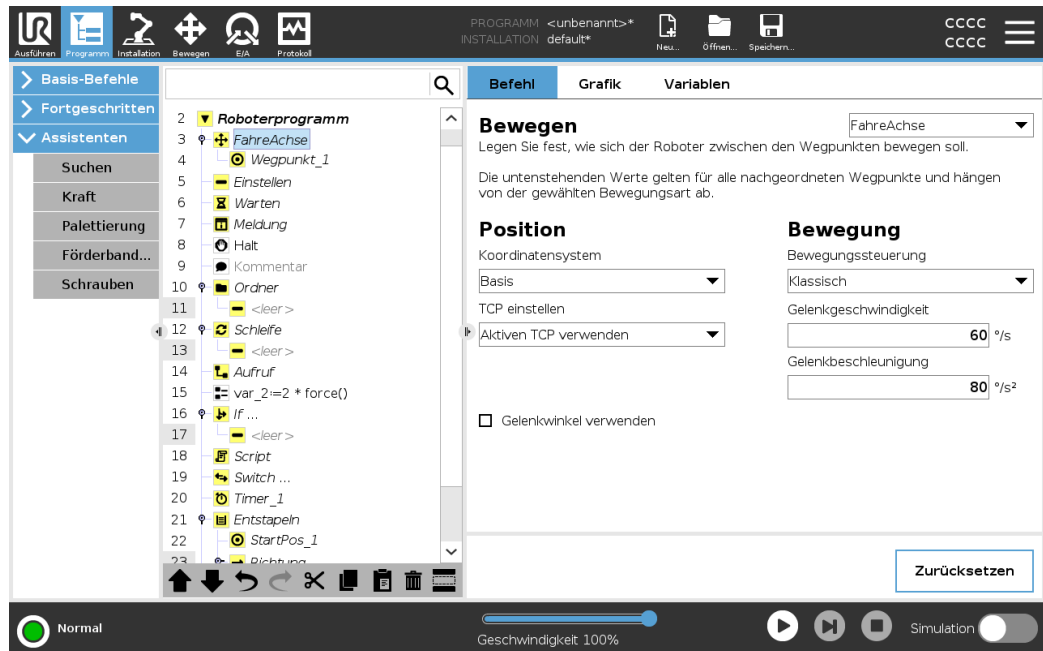 UR
PROGRAMM <unbenannt>*
INSTALLATION default*
CCCC
CCCC
Ausführen Programm Installation Bewegen E/A Protokoll
Neu... Öffnen... Speichern...
Basis-Befehle
Fortgeschritten
Assistenten
Suchen
Kraft
Palettierung
Förderband...
Schrauben
2 Roboterprogramm
3 FahreAchse
4 Wegpunkt_1
5 Einstellen
6 Warten
7 Meldung
8 Halt
9 Kommentar
10 Ordner
11 <leer>
12 Schleife
13 <leer>
14 Aufruf
15 var_2:=2 * force()
16 If ...
17 <leer>
18 Script
19 Switch ...
20 Timer_1
21 Entstapeln
22 StartPos_1
23 Richtung
Befehl Grafik Variablen
Bewegen
FahreAchse
Legen Sie fest, wie sich der Roboter zwischen den Wegpunkten bewegen soll.
Die untenstehenden Werte gelten für alle nachgeordneten Wegpunkte und hängen
von der gewählten Bewegungsart ab.
Position
Koordinatensystem
Basis
TCP einstellen
Aktiven TCP verwenden
Gelenkwinkel verwenden
Bewegung
Bewegungssteuerung
Klassisch
Gelenkgeschwindigkeit
60 °/s
Gelenkbeschleunigung
80 °/s²
Zurücksetzen
Normal
Geschwindigkeit 100%
Simulation